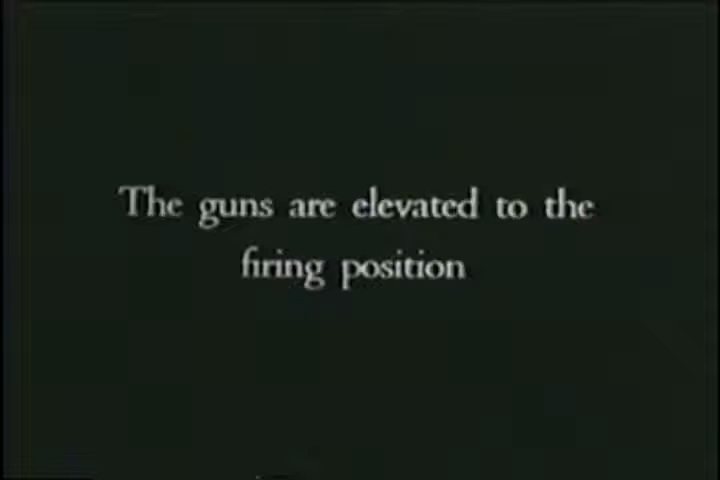 The guns are elevated to the
firing position